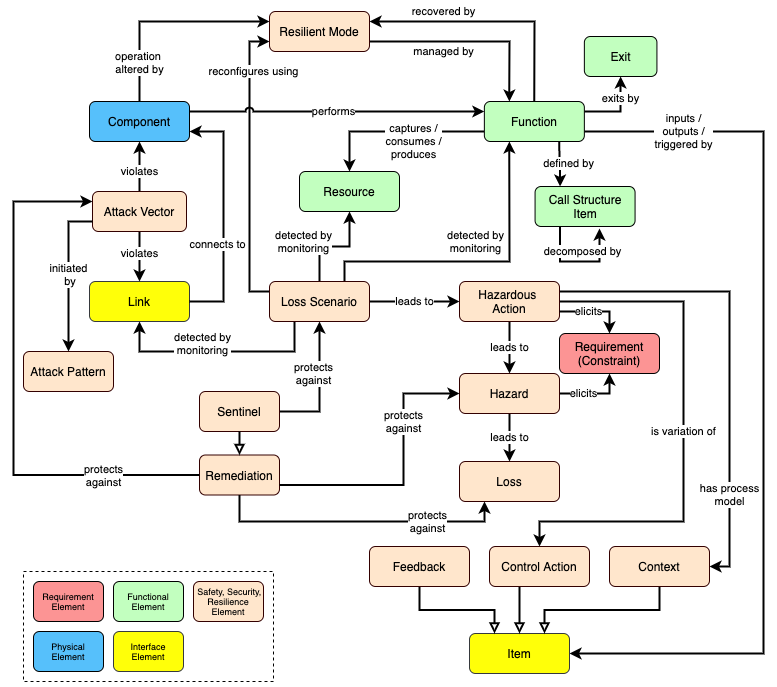 recovered by
Resilient Mode
managed by
operation
altered by
reconfigures using
Exit
exits by
Component
performs
Function
inputs /
outputs /
triggered by
captures /
consumes /
produces
defined by
violates
Resource
Call Structure
Item
Attack Vector
detected by
monitoring
detected by
monitoring
decomposed by
violates
connects to
initiated
by
Link
Loss Scenario
leads to
Hazardous
Action
elicits
detected by
monitoring
leads to
Requirement
(Constraint)
Attack Pattern
protects
against
Hazard
elicits
Sentinel
protects
against
leads to
is variation of
protects
against
Remediation
Loss
has process
model
protects
against
Feedback
Control Action
Context
Item
Requirement
Element
Functional
Element
Safety, Security,
Resilience
Element
Physical
Element
Interface
Element